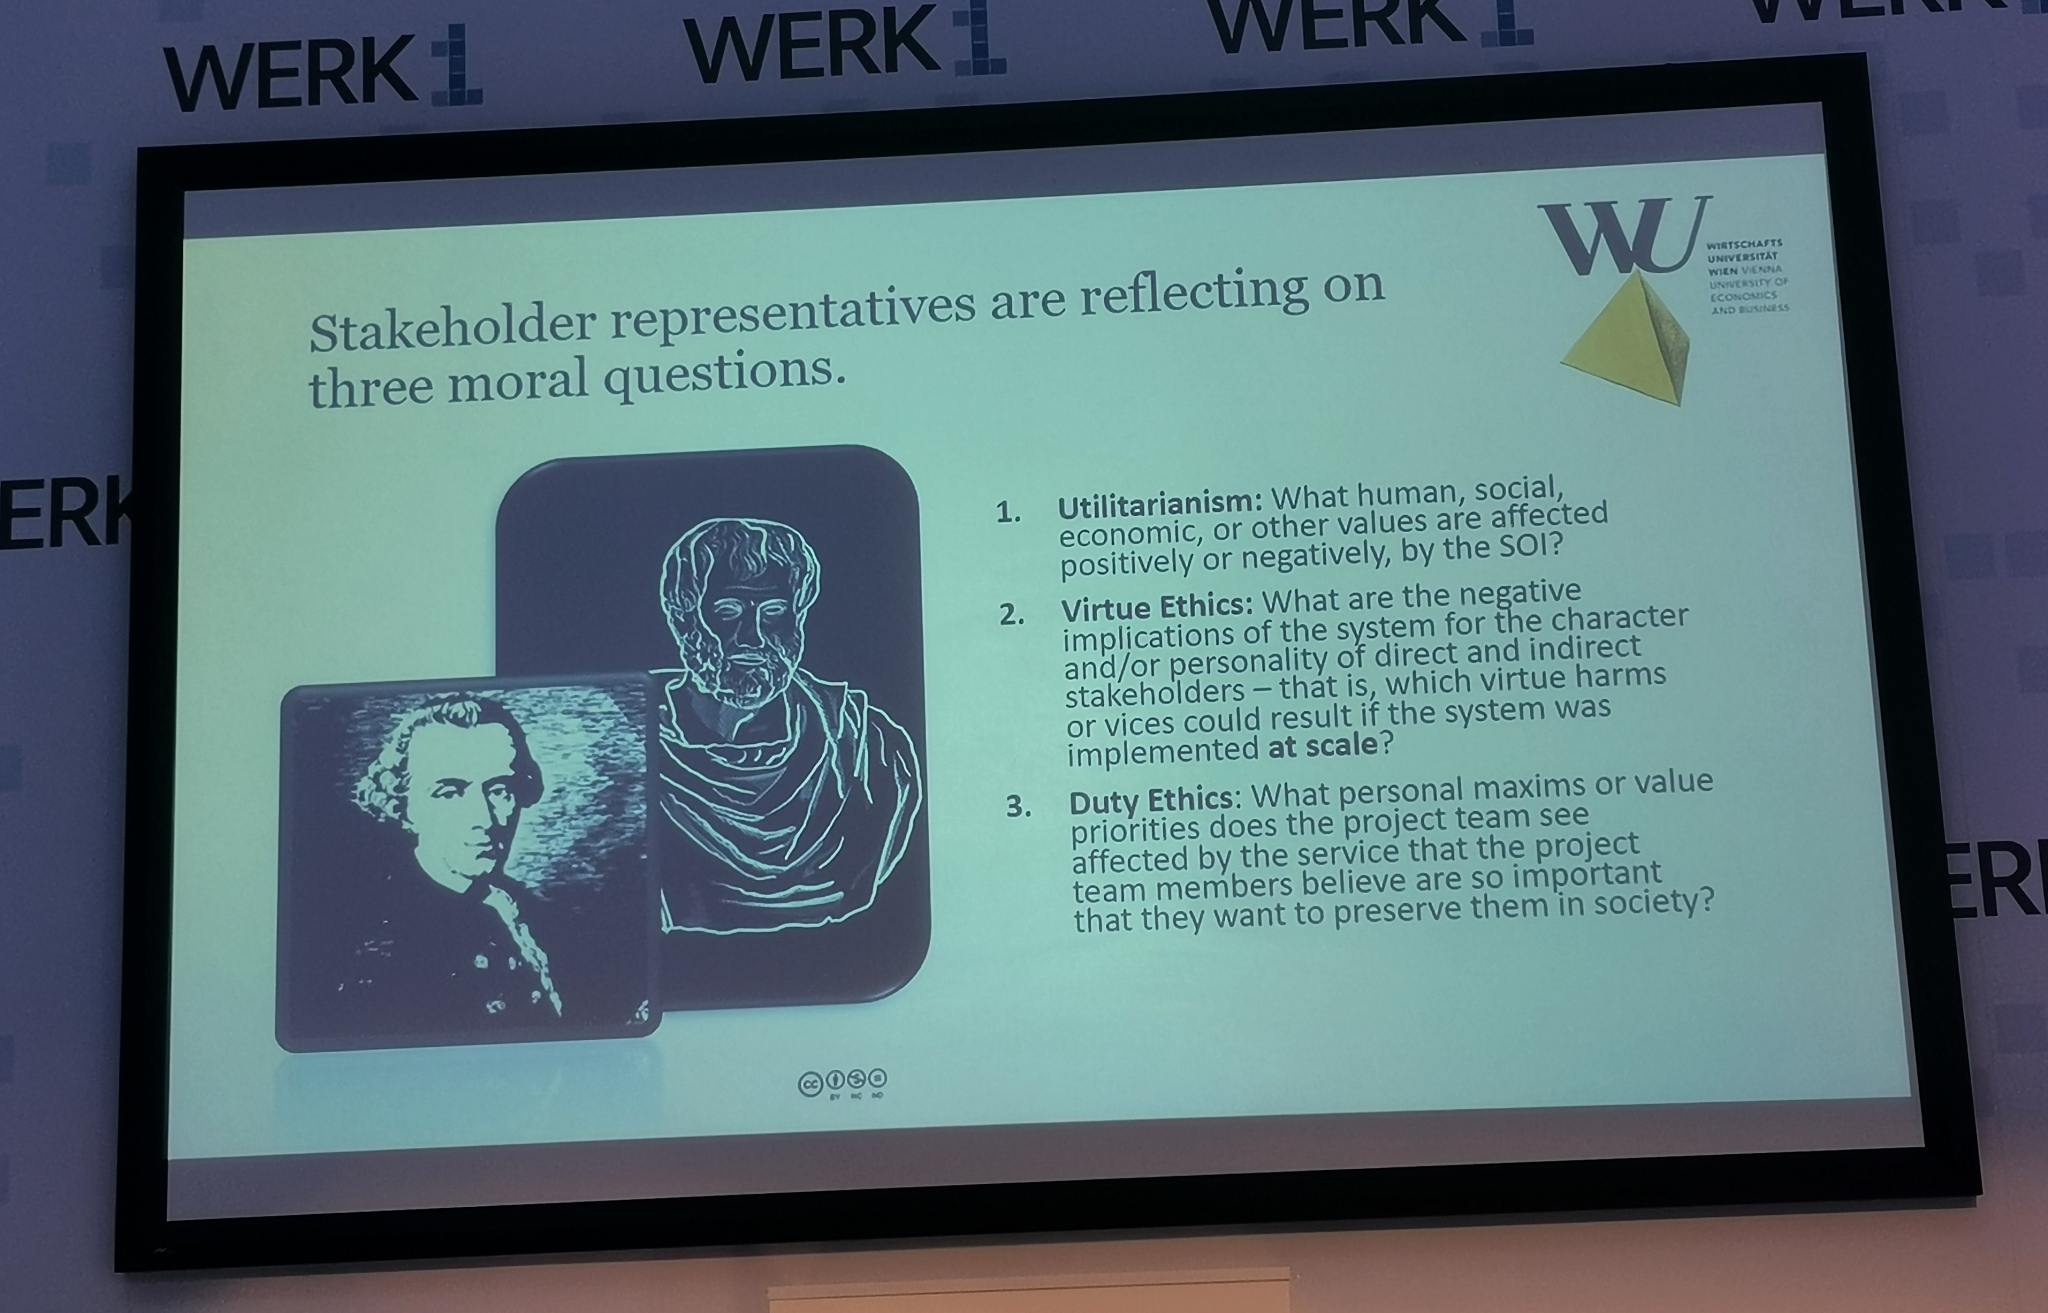 WERK1
WERK1
WERK1
WERK
ERK
ERK
WU
WIRTSCHAFTS
UNIVERSITÄT
WIEN VIENNA
UNIVERSITY OF
ECONOMICS
AND BUSINESS
Stakeholder representatives are reflecting on
three moral questions.
1. Utilitarianism: What human, social,
economic, or other values are affected
positively or negatively, by the SOI?
2. Virtue Ethics: What are the negative
implications of the system for the character
and/or personality of direct and indirect
stakeholders – that is, which virtue harms
or vices could result if the system was
implemented at scale?
3. Duty Ethics: What personal maxims or value
priorities does the project team see
affected by the service that the project
team members believe are so important
that they want to preserve them in society?
cc
BY NC ND